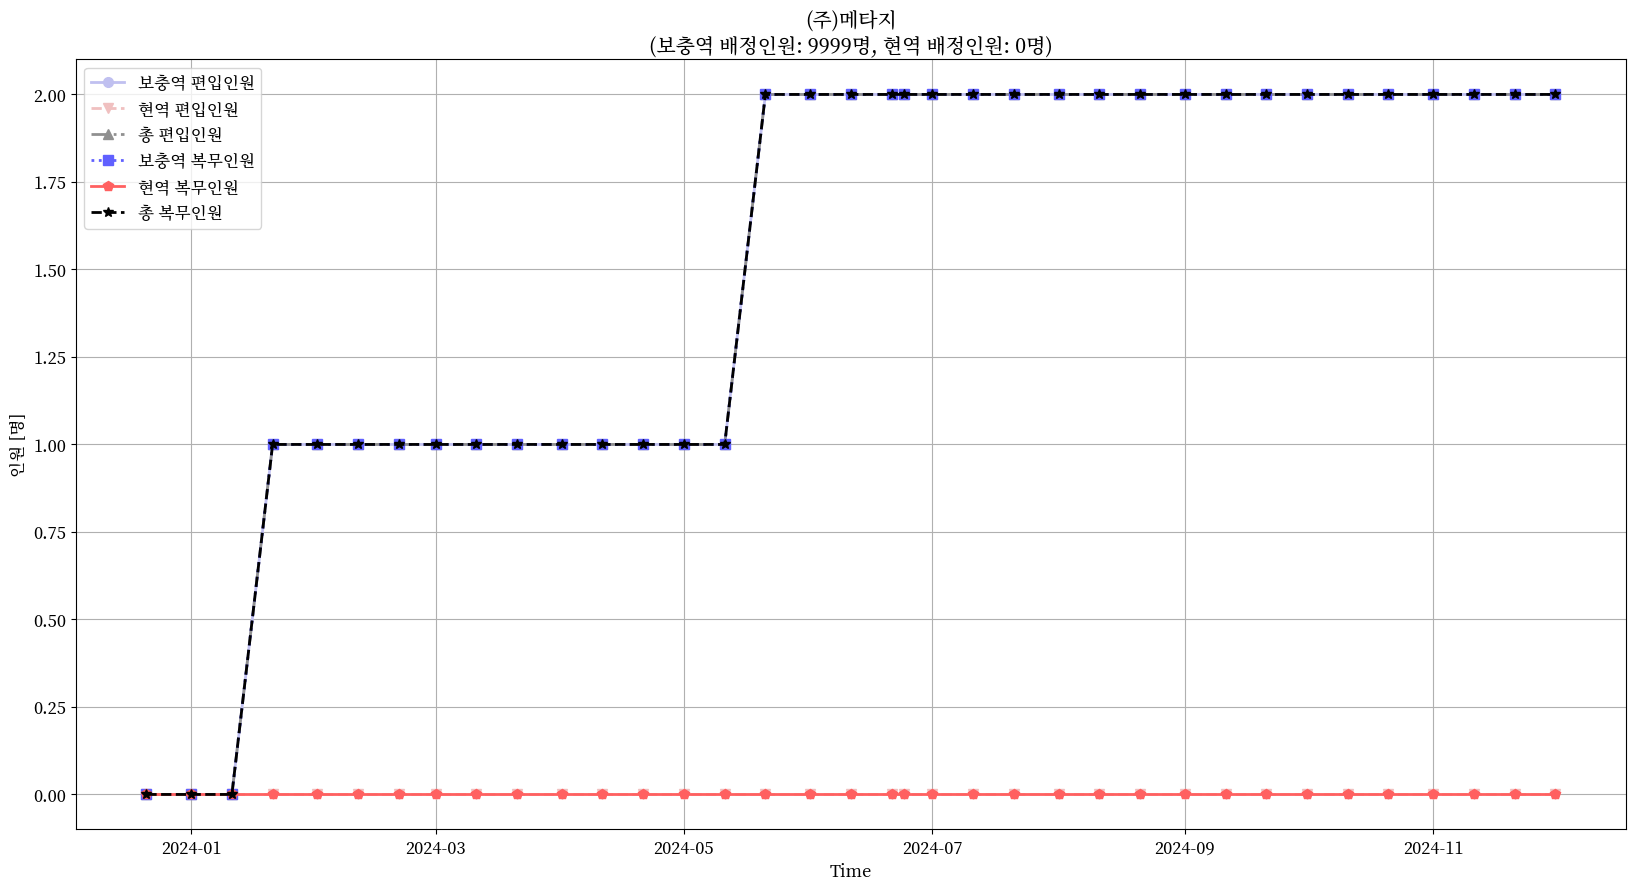 (주)메타지
(보충역 배정인원: 9999명, 현역 배정인원: 0명)
보충역 편입인원
현역 편입인원
총 편입인원
보충역 복무인원
현역 복무인원
총 복무인원
2.00
1.75
1.50
1.25
1.00
0.75
0.50
0.25
0.00
인원 [명]
2024-01 2024-03 2024-05 2024-07 2024-09 2024-11
Time